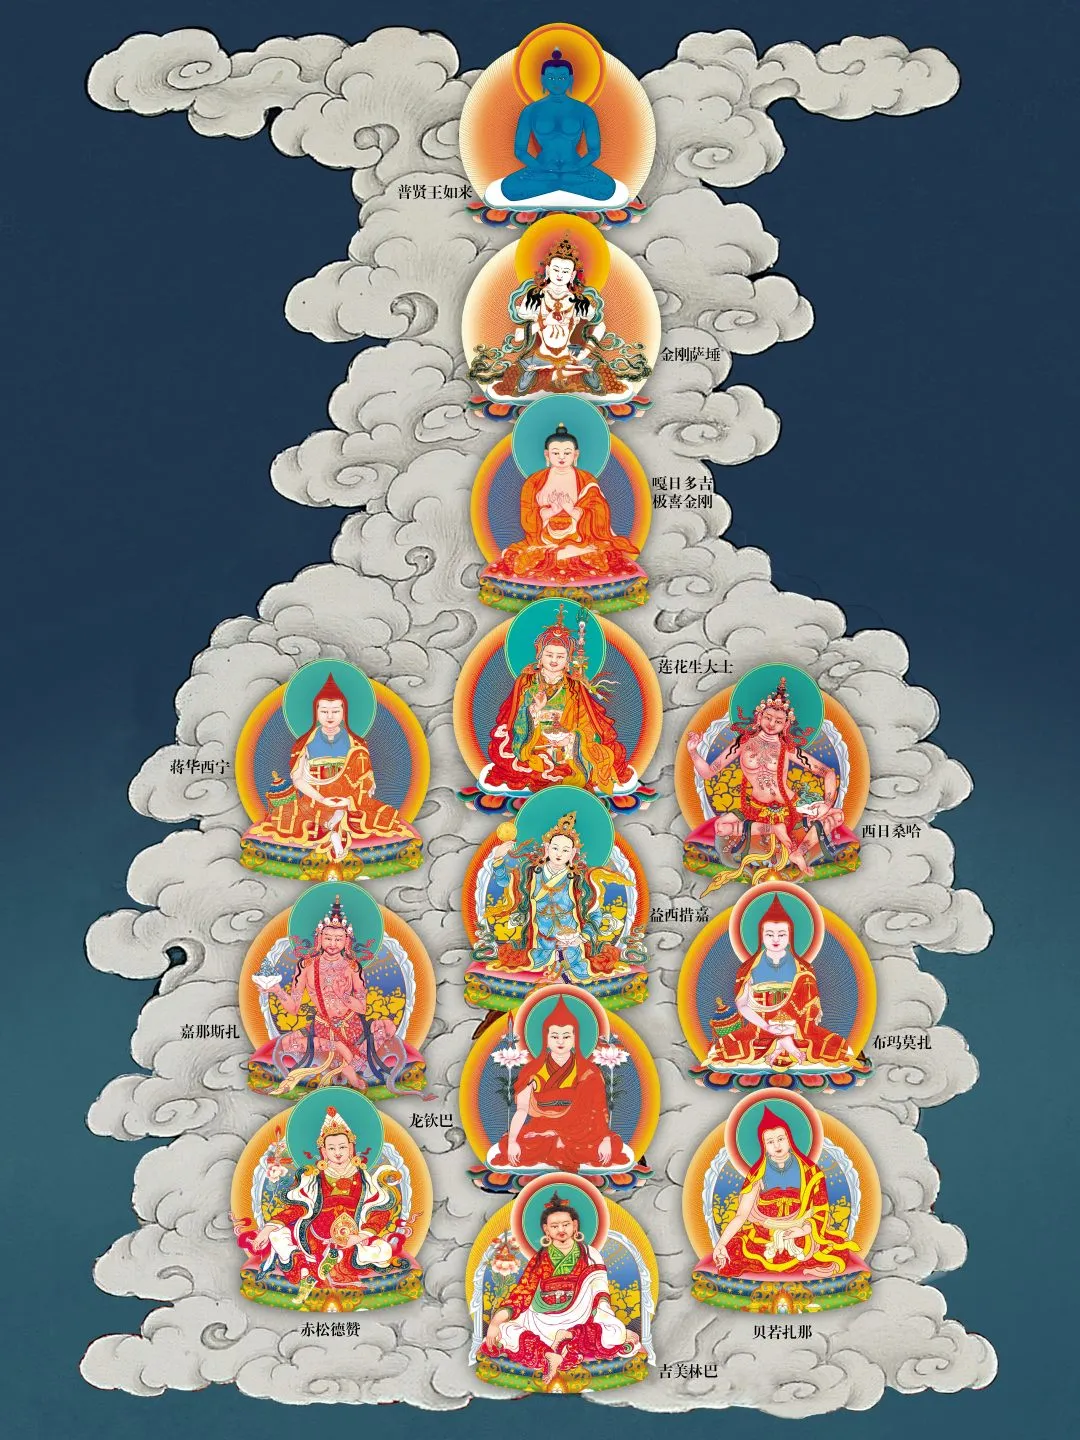 普贤王如来
金刚萨埵
嘎日多吉
极喜金刚
莲花生大士
蒋华西宁
西日桑哈
益西措嘉
嘉那斯扎
布玛莫扎
龙钦巴
赤松德赞
贝若扎那
吉美林巴